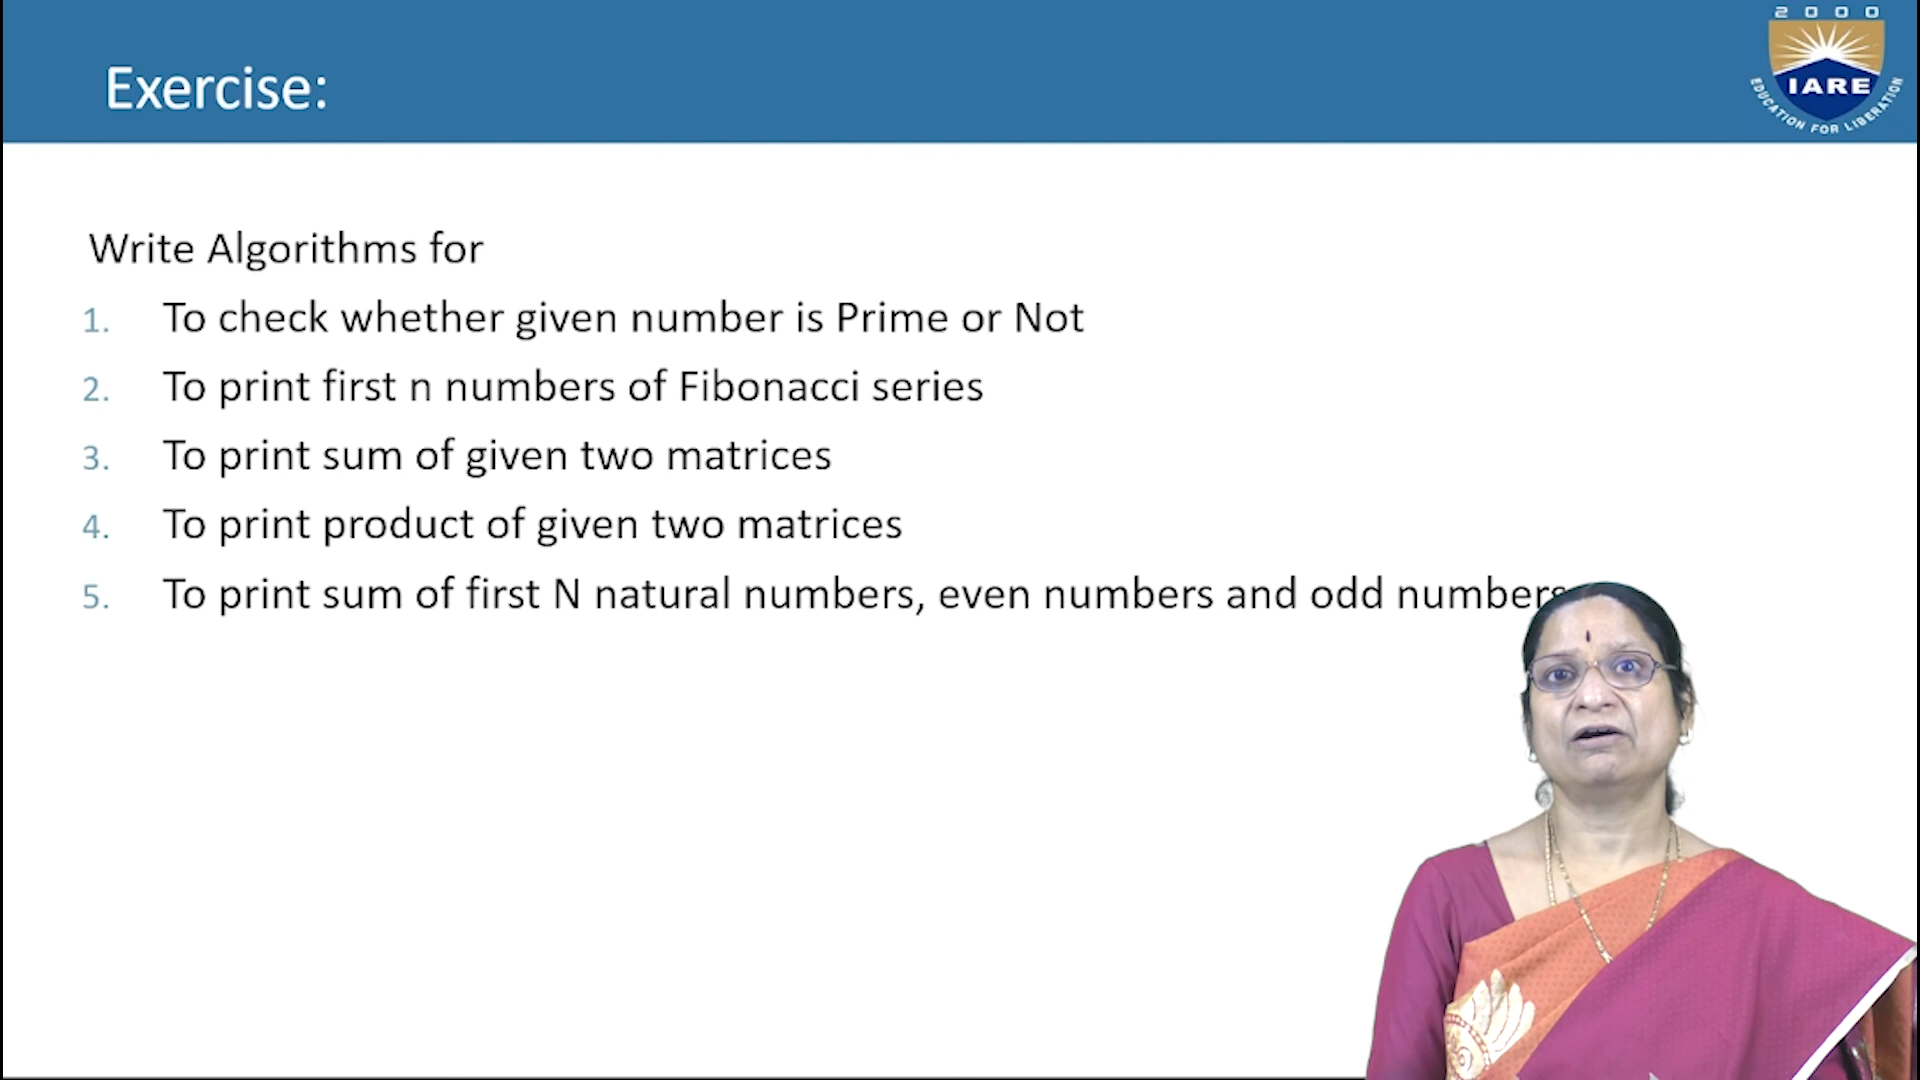 2000
IARE
EDUCATION FOR LIBERATION
Exercise:
Write Algorithms for
1. To check whether given number is Prime or Not
2. To print first n numbers of Fibonacci series
3. To print sum of given two matrices
4. To print product of given two matrices
5. To print sum of first N natural numbers, even numbers and odd numbers